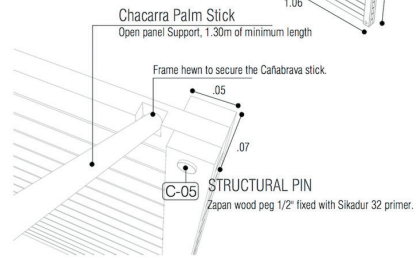 1.06
Chacarra Palm Stick
Open panel Support, 1.30m of minimum length
Frame hewn to secure the Cañabrava stick.
.05
.07
C-05 STRUCTURAL PIN
Zapan wood peg 1/2" fixed with Sikadur 32 primer.